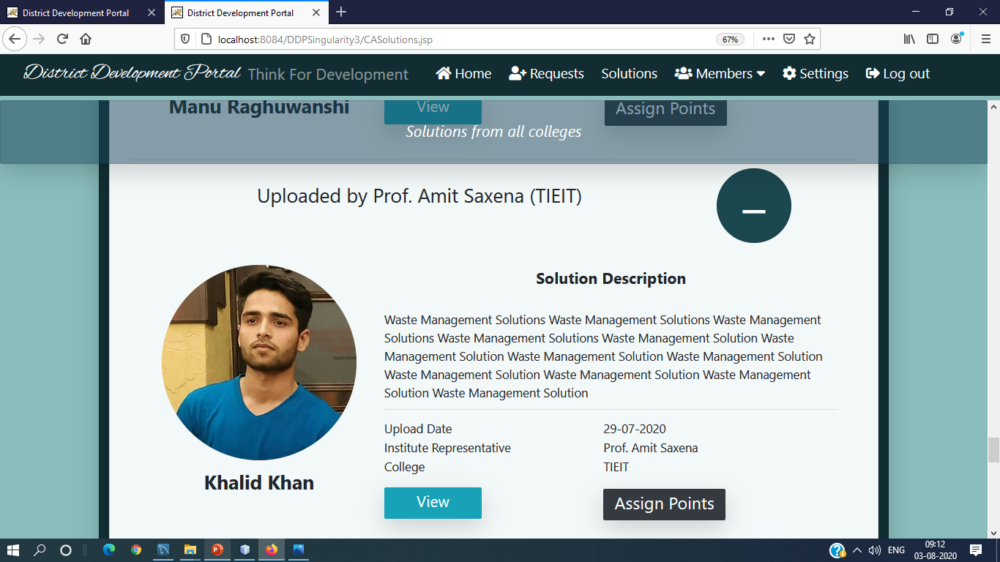 District Development Portal
District Development Portal
localhost:8084/DDPSingularity3/CASolutions.jsp
67%
District Development Portal Think For Development Home Requests Solutions Members Settings Log out
Manu Raghuwanshi View Assign Points
Solutions from all colleges
Uploaded by Prof. Amit Saxena (TIEIT)
Solution Description
Waste Management Solutions Waste Management Solutions Waste Management
Solutions Waste Management Solutions Waste Management Solution Waste
Management Solution Waste Management Solution Waste Management Solution
Waste Management Solution Waste Management Solution Waste Management
Solution Waste Management Solution
Upload Date 29-07-2020
Institute Representative Prof. Amit Saxena
College TIEIT
Khalid Khan
View Assign Points
ENG
09:12
03-08-2020